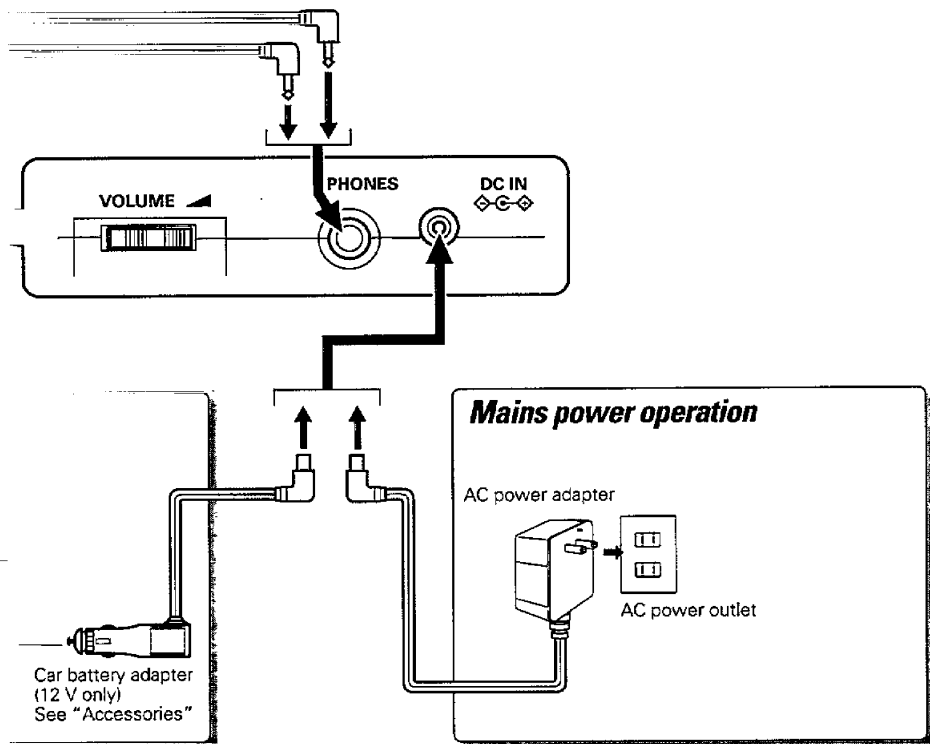 PHONES
DC IN
VOLUME
Mains power operation
AC power adapter
AC power outlet
Car battery adapter
(12 V only)
See "Accessories"